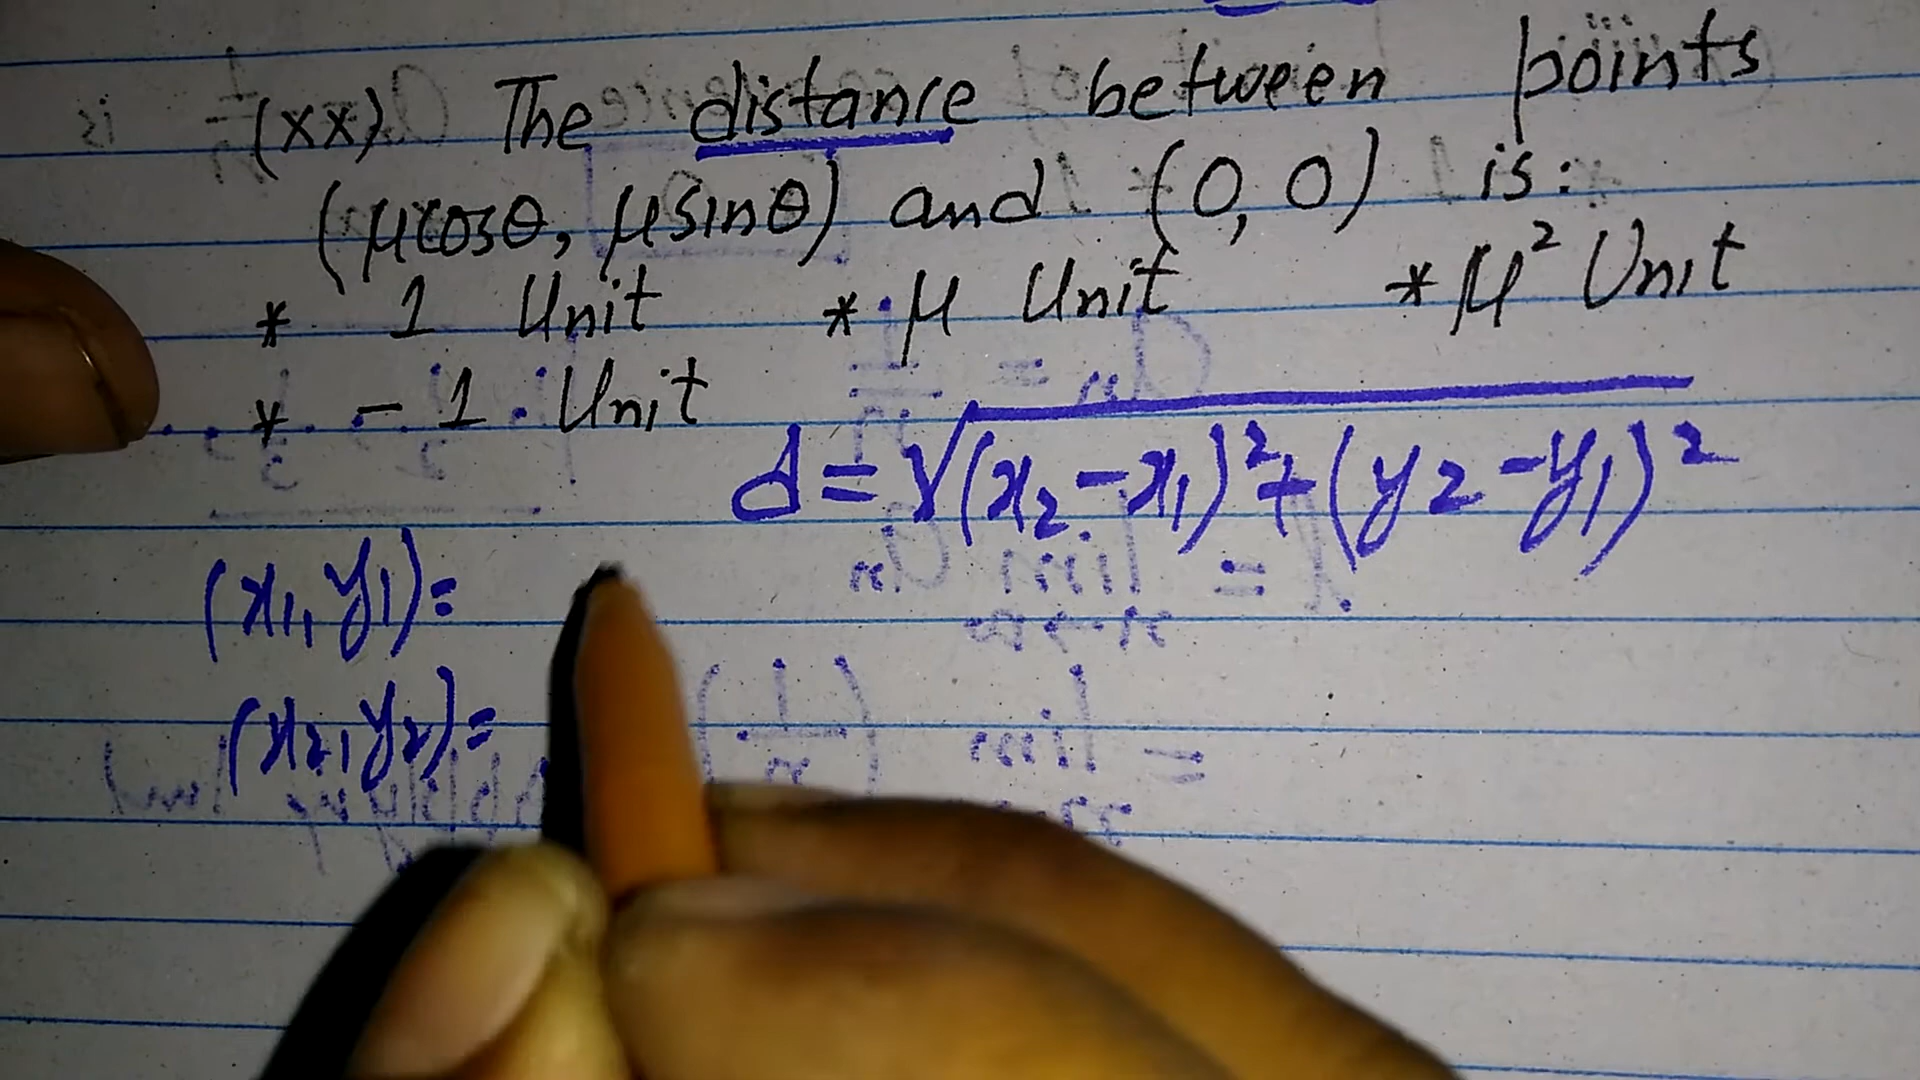 (xx). The distance between points
(μcosθ, μsinθ) and (0,0) is:
* 1 Unit * μ Unit * μ² Unit
* -1 Unit
d = √(x₂-x₁)²+(y₂-y₁)²
(x₁, y₁)=
(x₂, y₂)=